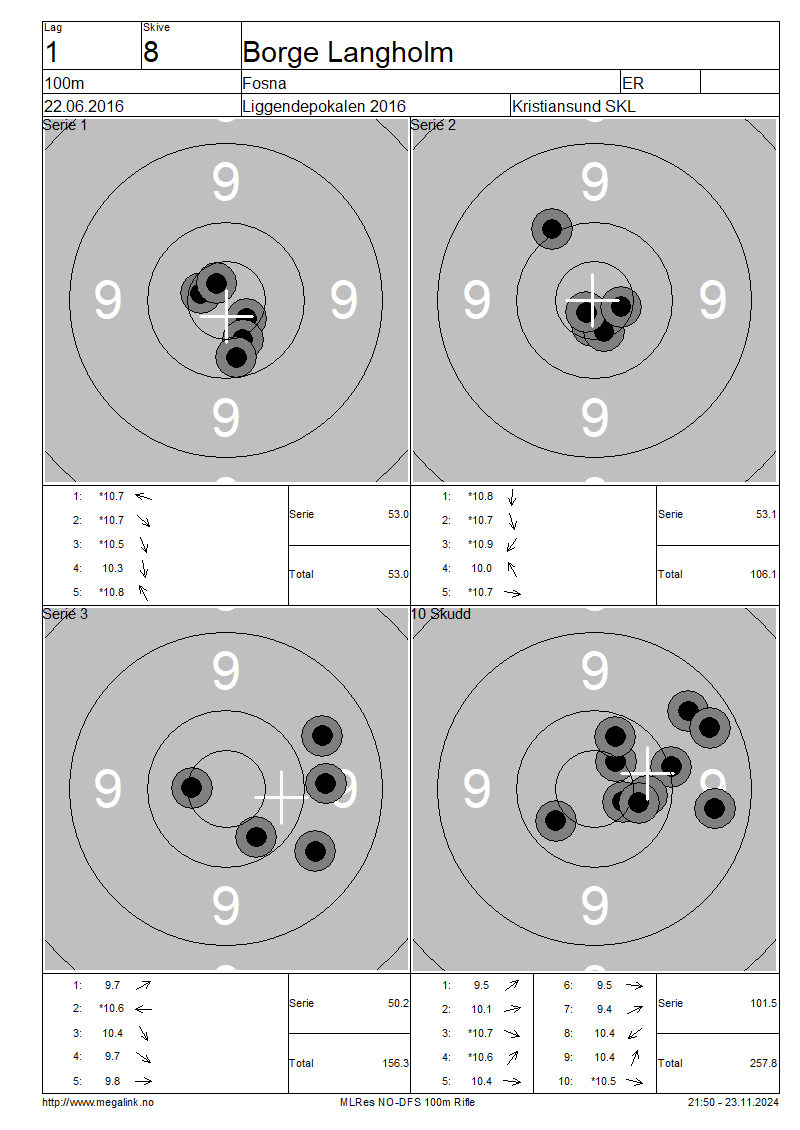 Lag Skive
1 8 Borge Langholm
100m Fosna ER
22.06.2016 Liggendepokalen 2016 Kristiansund SKL
Serie 1 Serie 2
9 9
9 9 9 9
9 9
1: *10.7 1: *10.8
Serie 53.0 Serie 53.1
2: *10.7 2: *10.7
3: *10.5 3: *10.9
4: 10.3 4: 10.0
Total 53.0 Total 106.1
5: *10.8 5: *10.7
Serie 3 10 Skudd
9 9
9 9 9 9
9 9
1: 9.7 1: 9.5 6: 9.5
Serie 50.2 Serie 101.5
2: *10.6 2: 10.1 7: 9.4
3: 10.4 3: *10.7 8: 10.4
4: 9.7 4: *10.6 9: 10.4
Total 156.3 Total 257.8
5: 9.8 5: 10.4 10: *10.5
http://www.megalink.no MLRes NO-DFS 100m Rifle 21:50 - 23.11.2024